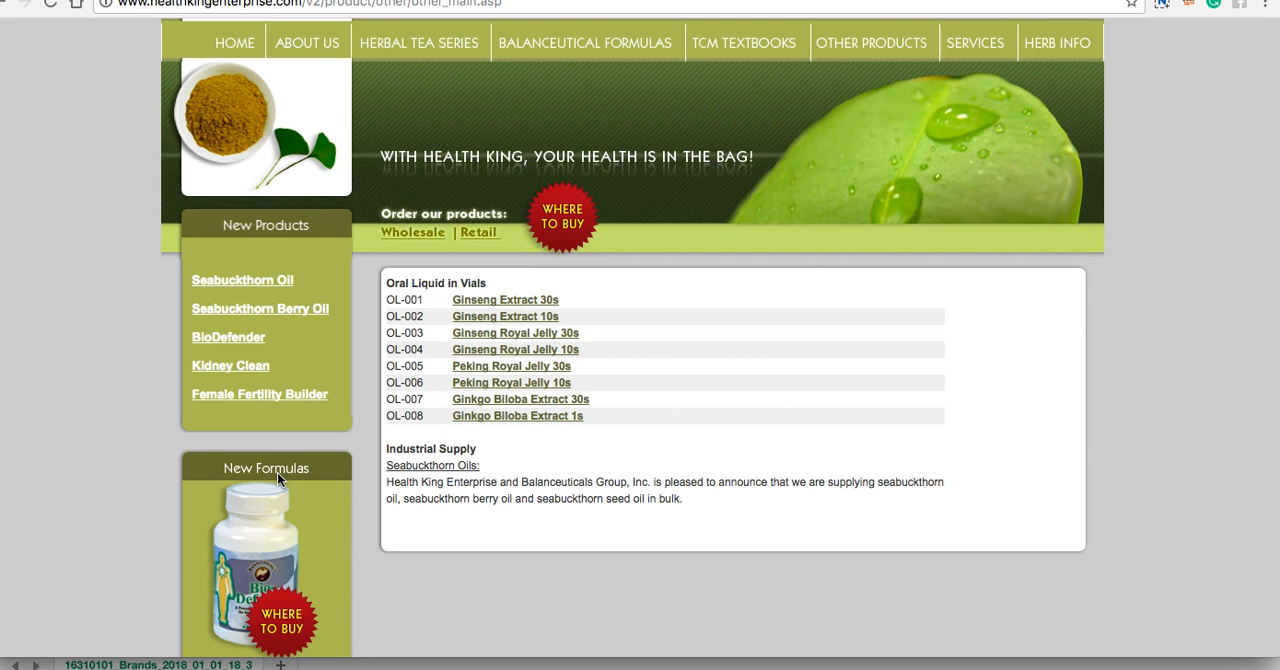 www.healthkingenterprise.com/v2/product/other/other_main.asp
HOME ABOUT US HERBAL TEA SERIES BALANCEUTICAL FORMULAS TCM TEXTBOOKS OTHER PRODUCTS SERVICES HERB INFO
WITH HEALTH KING, YOUR HEALTH IS IN THE BAG!
Order our products:
Wholesale | Retail
WHERE
TO BUY
New Products
Seabuckthorn Oil
Seabuckthorn Berry Oil
BioDefender
Kidney Clean
Female Fertility Builder
New Formulas
WHERE
TO BUY
Oral Liquid in Vials
OL-001 Ginseng Extract 30s
OL-002 Ginseng Extract 10s
OL-003 Ginseng Royal Jelly 30s
OL-004 Ginseng Royal Jelly 10s
OL-005 Peking Royal Jelly 30s
OL-006 Peking Royal Jelly 10s
OL-007 Ginkgo Biloba Extract 30s
OL-008 Ginkgo Biloba Extract 1s
Industrial Supply
Seabuckthorn Oils:
Health King Enterprise and Balanceuticals Group, Inc. is pleased to announce that we are supplying seabuckthorn
oil, seabuckthorn berry oil and seabuckthorn seed oil in bulk.
16310101_Brands_2018_01_01_18_3